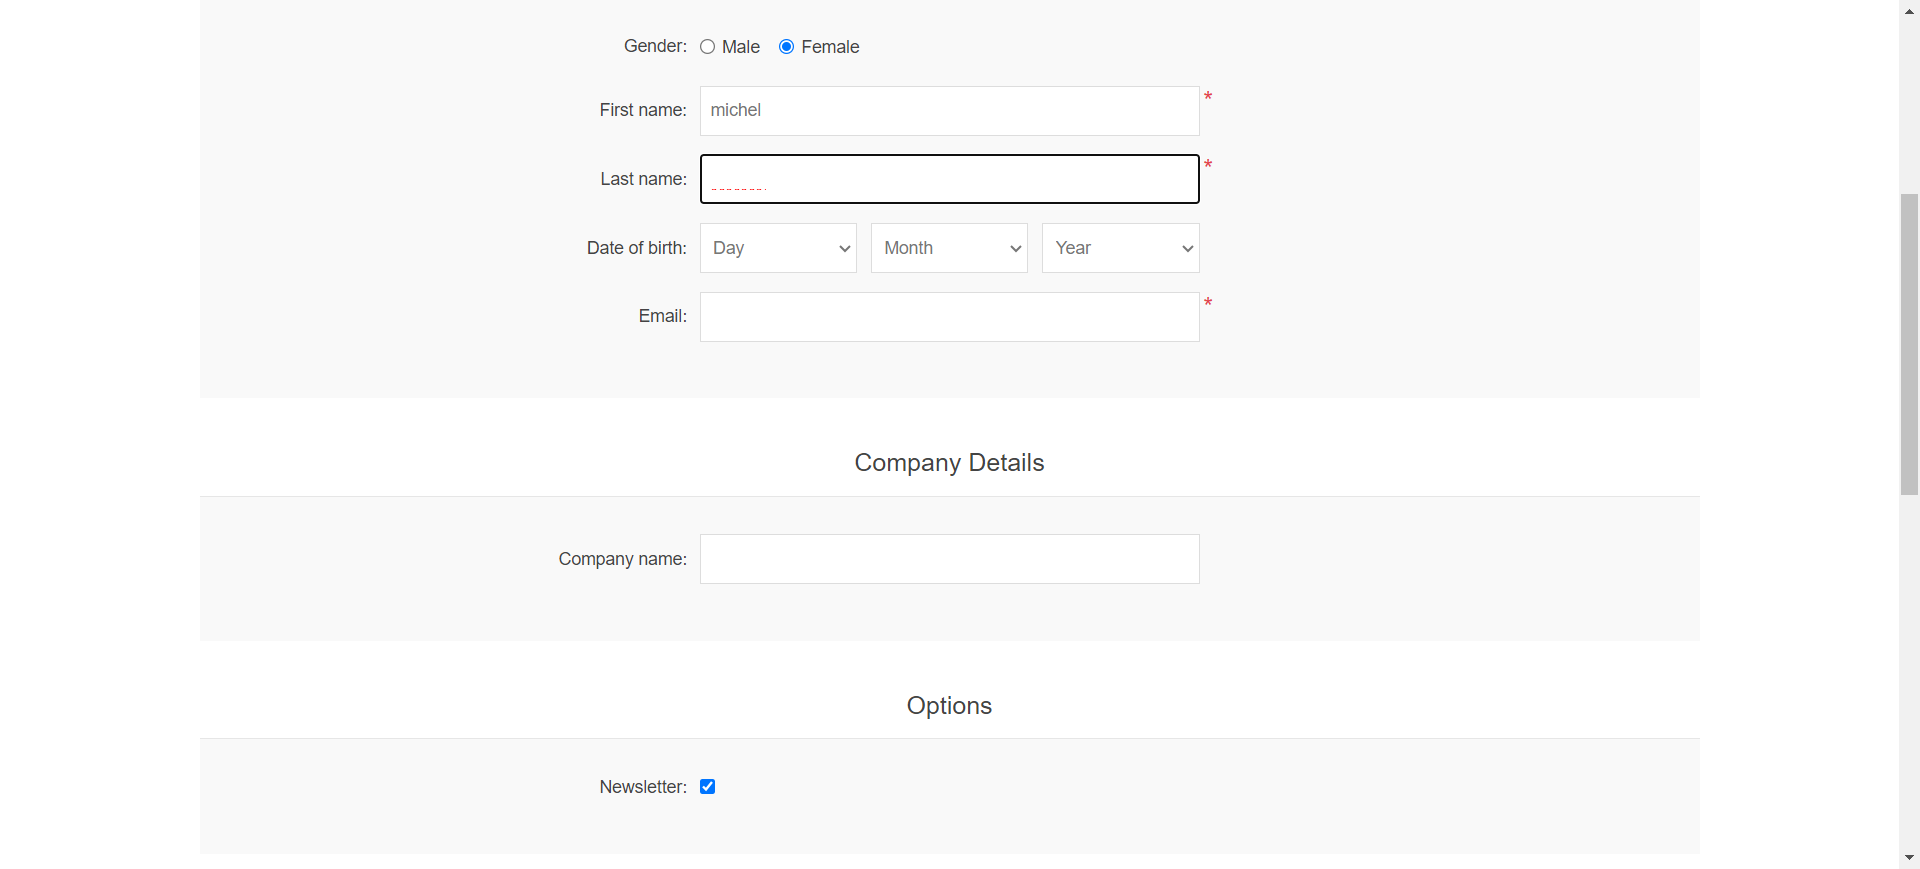 Gender: Male Female
First name: michel *
Last name: *
Date of birth: Day Month Year
Email: *
Company Details
Company name:
Options
Newsletter: